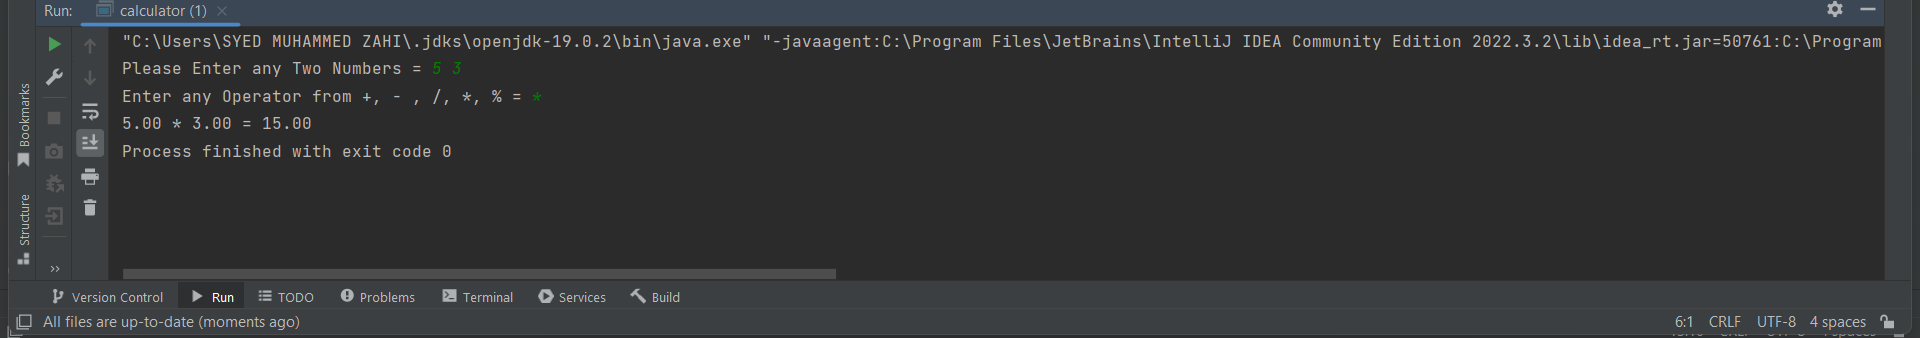 Run: calculator (1)
"C:\Users\SYED MUHAMMED ZAHI\.jdks\openjdk-19.0.2\bin\java.exe" "-javaagent:C:\Program Files\JetBrains\IntelliJ IDEA Community Edition 2022.3.2\lib\idea_rt.jar=50761:C:\Program
Please Enter any Two Numbers = 5 3
Enter any Operator from +, - , /, *, % = *
5.00 * 3.00 = 15.00
Process finished with exit code 0
Bookmarks
Structure
Version Control Run TODO Problems Terminal Services Build
All files are up-to-date (moments ago) 6:1 CRLF UTF-8 4 spaces